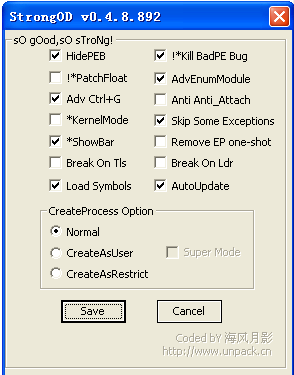 StrongOD v0.4.8.892
sO gOod,sO sTroNg!
HidePEB
!*Kill BadPE Bug
!*PatchFloat
AdvEnumModule
Adv Ctrl+G
Anti Anti_Attach
*KernelMode
Skip Some Exceptions
*ShowBar
Remove EP one-shot
Break On Tls
Break On Ldr
Load Symbols
AutoUpdate
CreateProcess Option
Normal
CreateAsUser
Super Mode
CreateAsRestrict
Save
Cancel
Coded BY 海风月影
http://www.unpack.cn